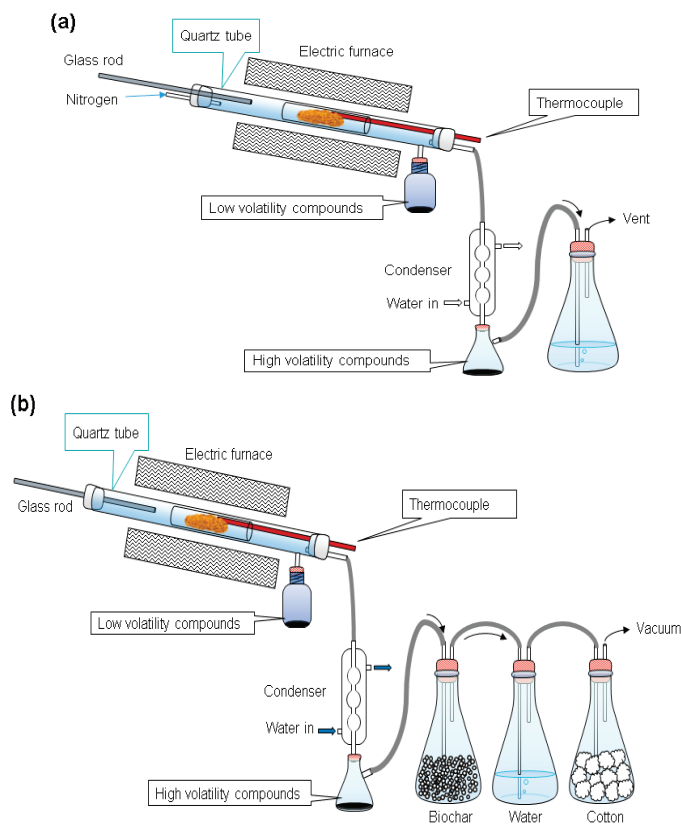 (a)
Quartz tube
Electric furnace
Glass rod
Nitrogen
Thermocouple
Low volatility compounds
Vent
Condenser
Water in
High volatility compounds
(b)
Quartz tube
Electric furnace
Glass rod
Thermocouple
Low volatility compounds
Vacuum
Condenser
Water in
High volatility compounds
Biochar Water Cotton